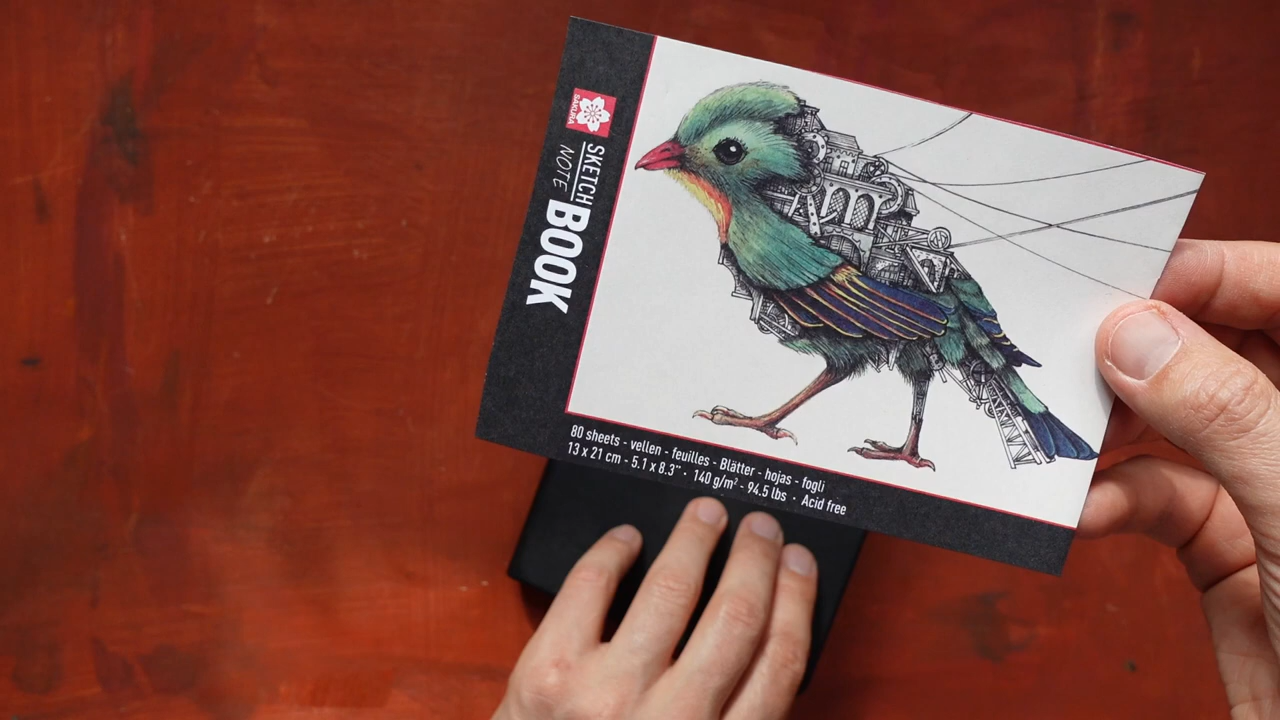 SAKURA
SKETCH
NOTE
BOOK
80 sheets - vellen - feuilles - Blätter - hojas - fogli
13 x 21 cm - 5.1 x 8.3" · 140 g/m² - 94.5 lbs · Acid free